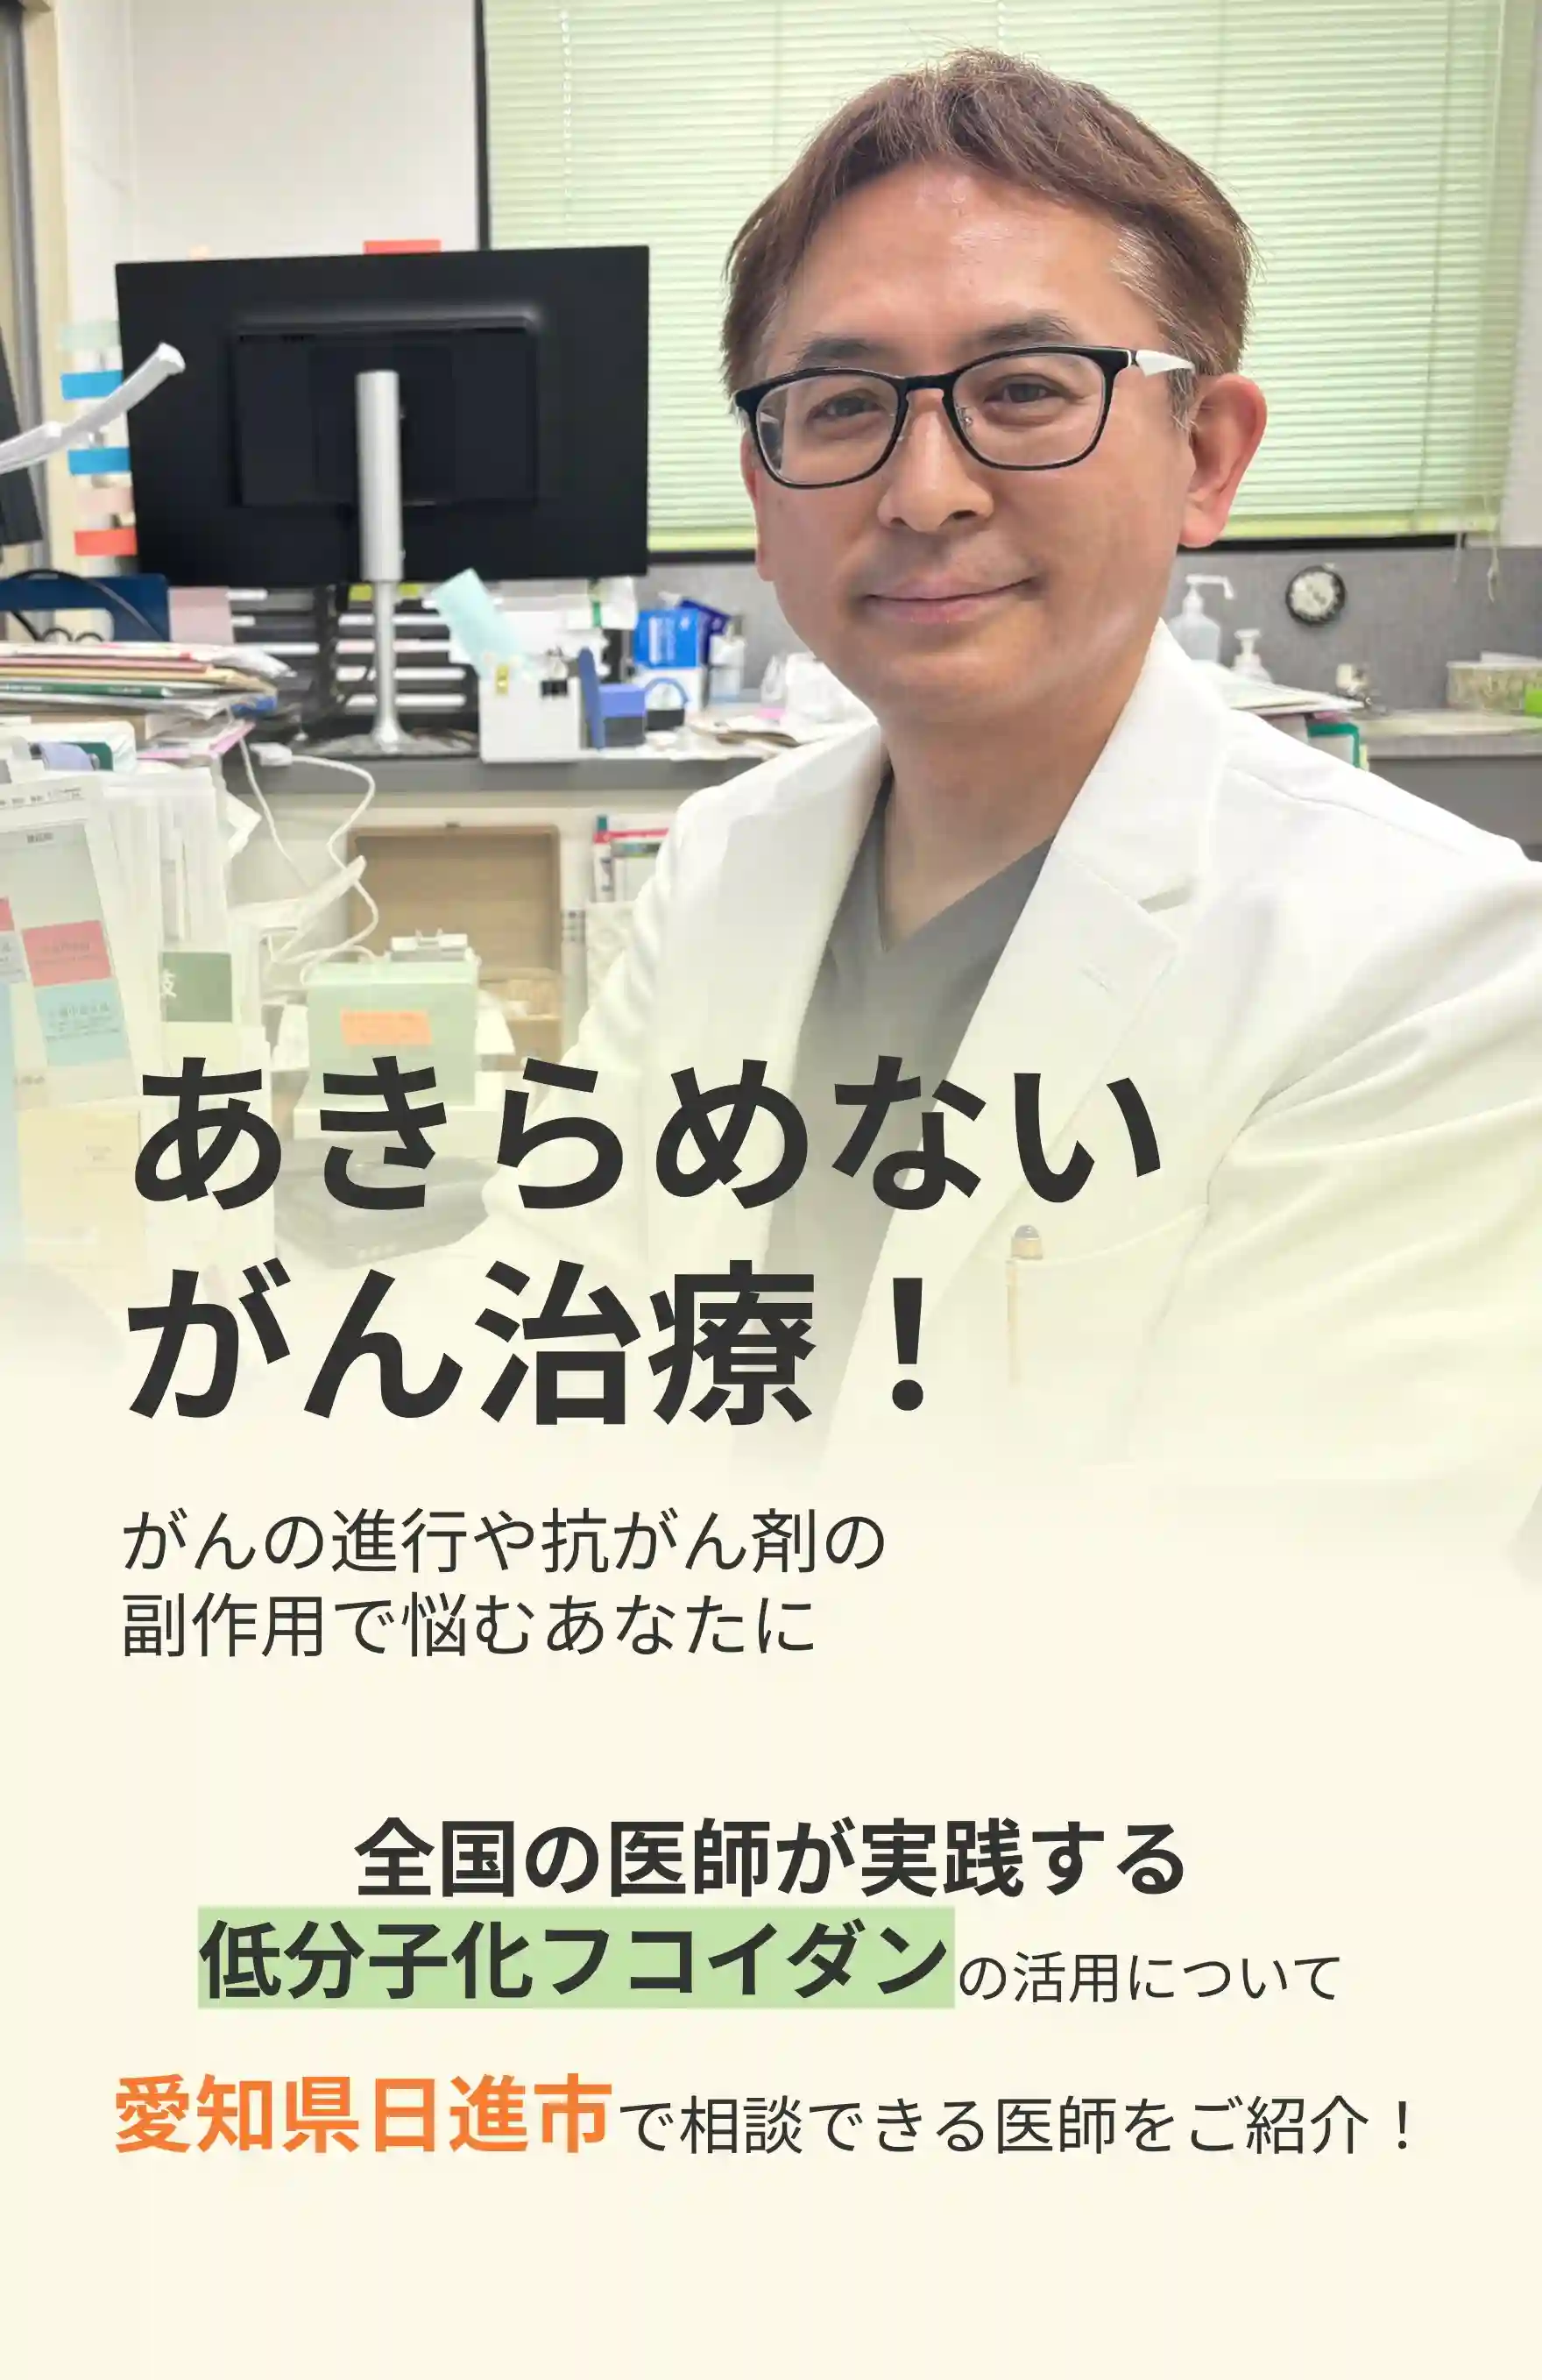 あきらめない
がん治療！
がんの進行や抗がん剤の
副作用で悩むあなたに
全国の医師が実践する
低分子化フコイダンの活用について
愛知県日進市で相談できる医師をご紹介！